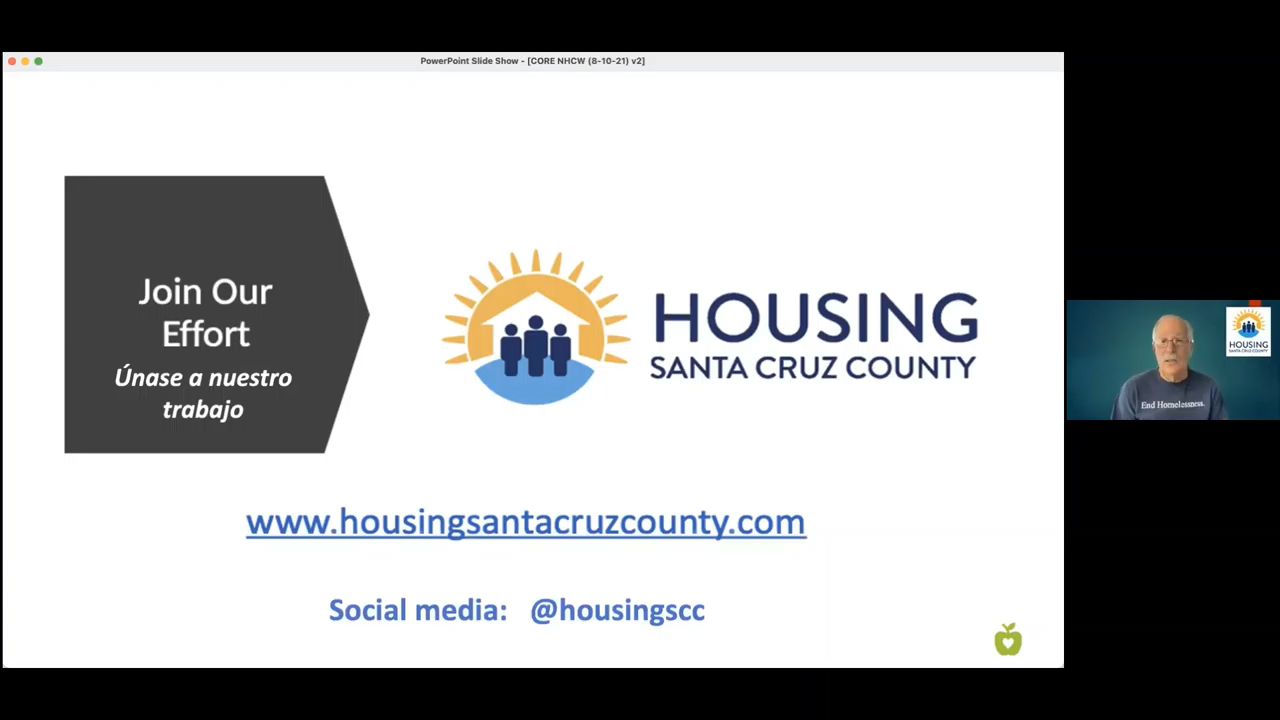 PowerPoint Slide Show - [CORE NHCW (8-10-21) v2]
Join Our
Effort
Únase a nuestro
trabajo
HOUSING
SANTA CRUZ COUNTY
www.housingsantacruzcounty.com
Social media: @housingscc
HOUSING
SANTA CRUZ COUNTY
End Homelessness.